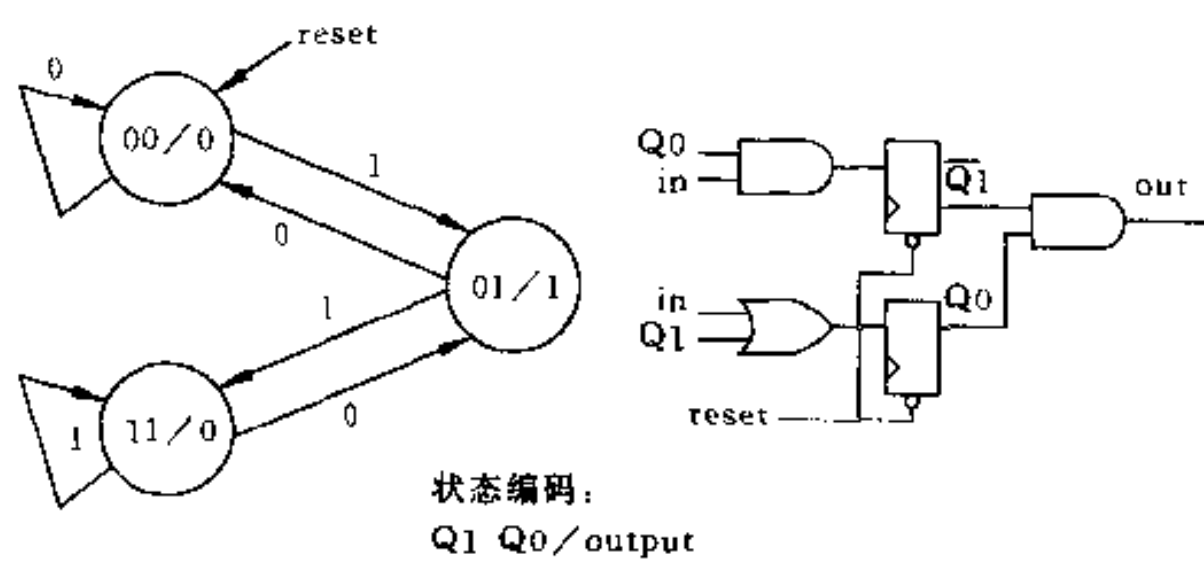 reset
0
00/0
1
0
01/1
1
0
1
11/0
Q0
in
Q1
out
in
Q1
Q0
reset
状态编码：
Q1 Q0/output